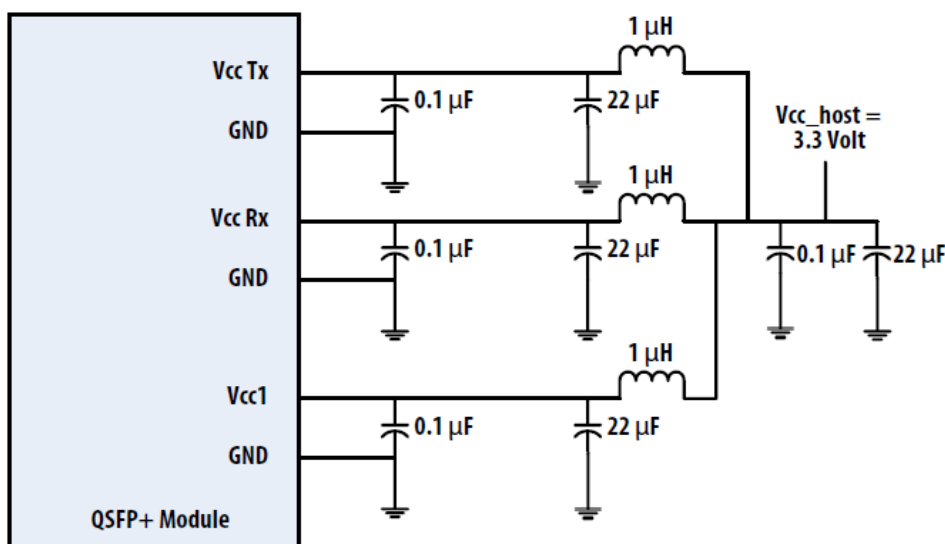 1 µH
Vcc Tx
0.1 µF
22 µF
GND
Vcc_host =
3.3 Volt
1 µH
Vcc Rx
0.1 µF
22 µF
0.1 µF
22 µF
GND
1 µH
Vcc1
0.1 µF
22 µF
GND
QSFP+ Module